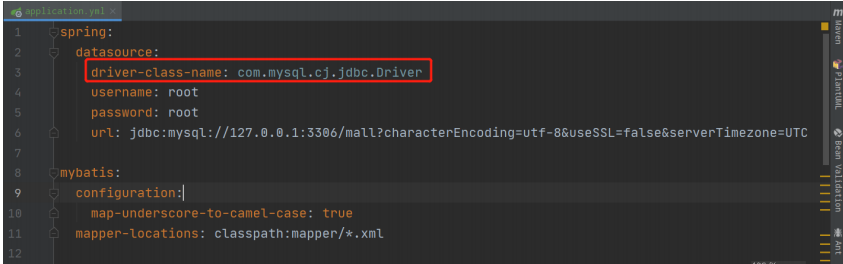 application.yml
1 spring:
2 datasource:
3 driver-class-name: com.mysql.cj.jdbc.Driver
4 username: root
5 password: root
6 url: jdbc:mysql://127.0.0.1:3306/mall?characterEncoding=utf-8&useSSL=false&serverTimezone=UTC
7
8 mybatis:
9 configuration:
10 map-underscore-to-camel-case: true
11 mapper-locations: classpath:mapper/*.xml
12
m
Maven
PlantUML
Bean Validation
Ant